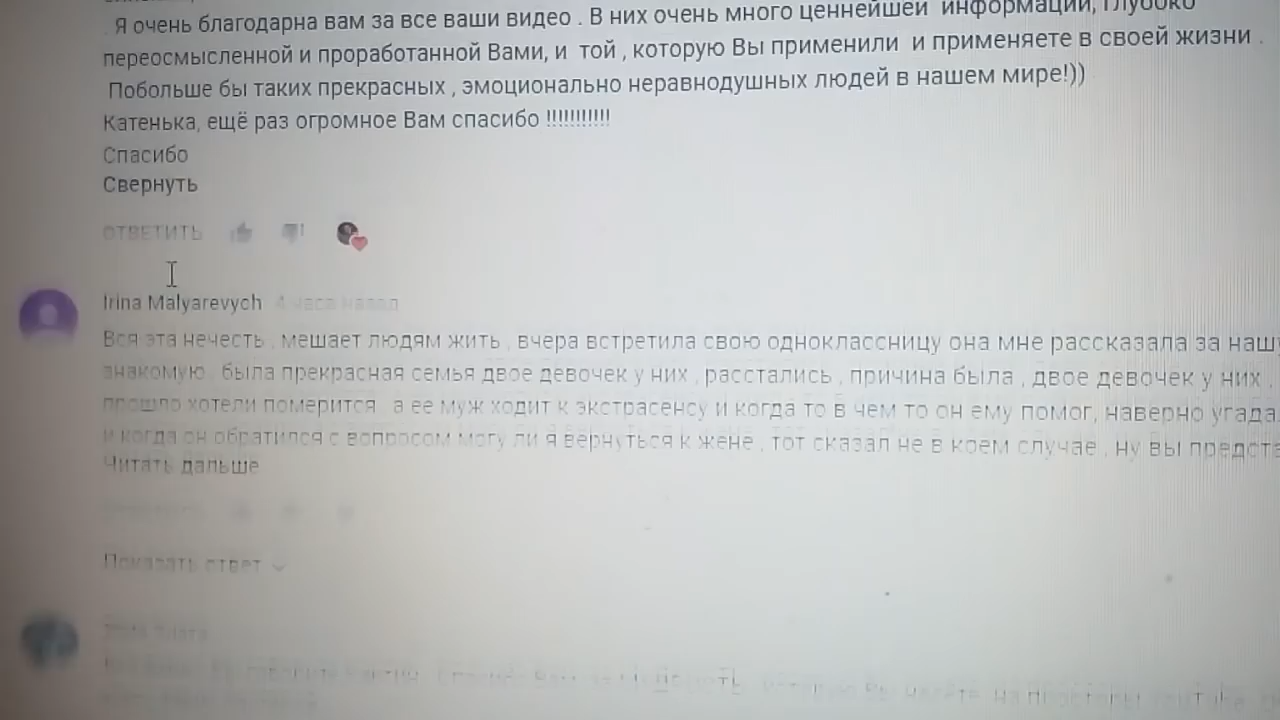 Я очень благодарна вам за все ваши видео . В них очень много ценнейшей информации, глубоко
переосмысленной и проработанной Вами, и той , которую Вы применили и применяете в своей жизни .
Побольше бы таких прекрасных , эмоционально неравнодушных людей в нашем мире!))
Катенька, ещё раз огромное Вам спасибо !!!!!!!!!!!
Спасибо
Свернуть
ОТВЕТИТЬ
Irina Malyarevych 4 часа назад
Вся эта нечесть , мешает людям жить , вчера встретила свою одноклассницу она мне рассказала за нашу
знакомую , была прекрасная семья двое девочек у них , расстались , причина была , двое девочек у них ,
прошло хотели померится а ее муж ходит к экстрасенсу и когда то в чем то он ему помог, наверно угада
и когда он обратился с вопросом могу ли я вернуться к жене , тот сказал не в коем случае , ну вы предста
Читать дальше
Показать ответ